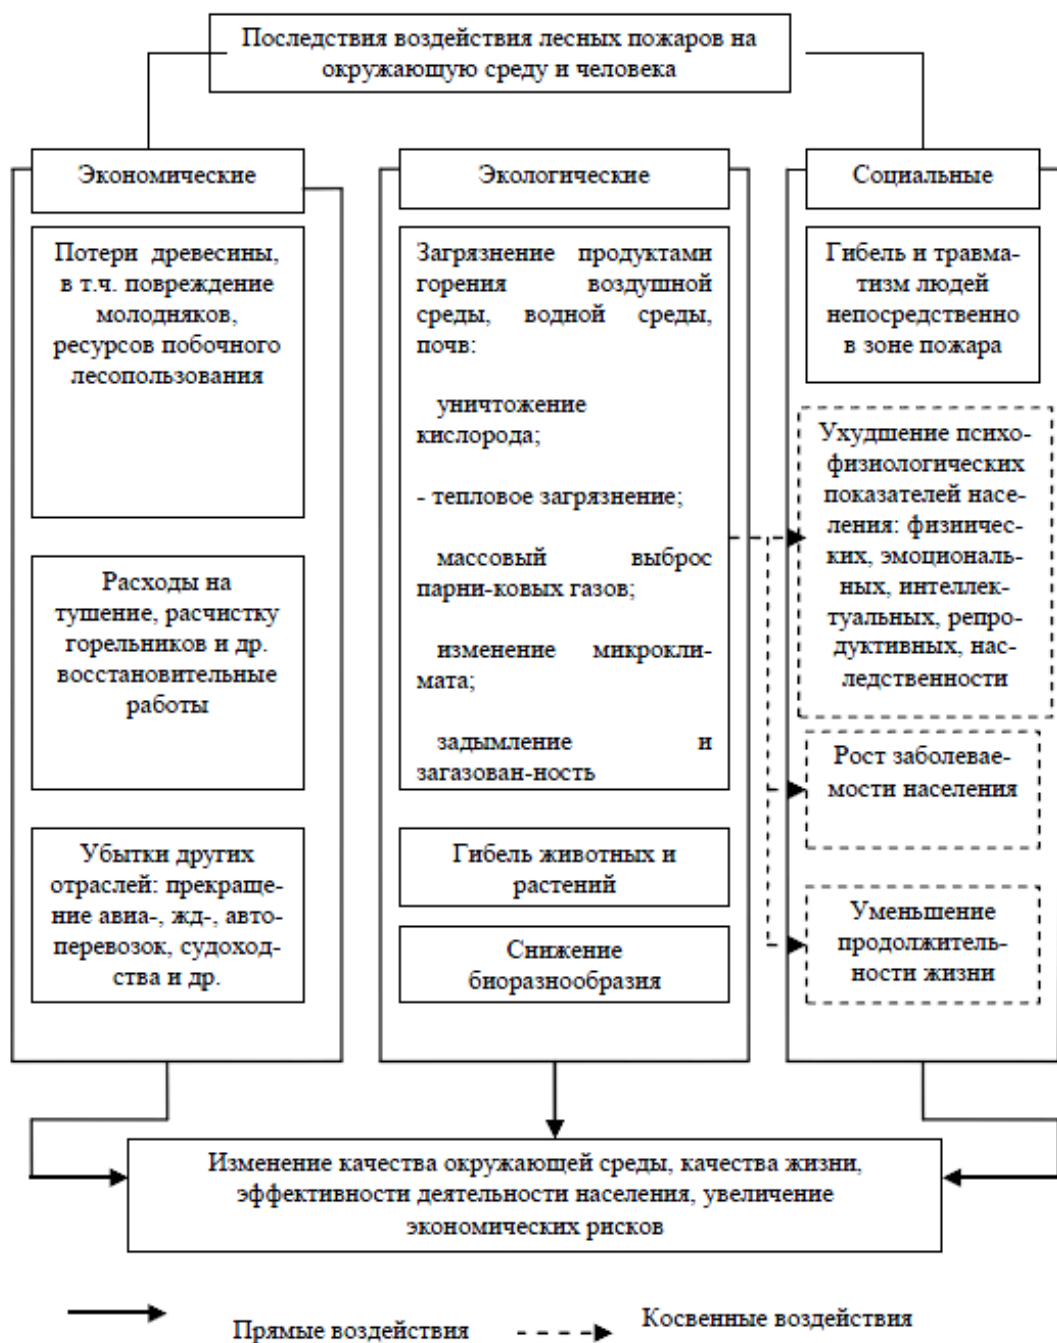 Последствия воздействия лесных пожаров на
окружающую среду и человека
Экономические
Потери древесины,
в т.ч. повреждение
молодняков,
ресурсов побочного
лесопользования
Расходы на
тушение, расчистку
горельников и др.
восстановительные
работы
Убытки других
отраслей: прекраще-
ние авиа-, жд-, авто-
перевозок, судоход-
ства и др.
Экологические
Загрязнение продуктами
горения воздушной
среды, водной среды,
почв:
уничтожение
кислорода;
- тепловое загрязнение;
массовый выброс
парни-ковых газов;
изменение микрокли-
мата;
задымление и
загазован-ность
Гибель животных и
растений
Снижение
биоразнообразия
Социальные
Гибель и травма-
тизм людей
непосредственно
в зоне пожара
Ухудшение психо-
физиологических
показателей насе-
ления: физиичес-
ких, эмоциональ-
ных, интеллек-
туальных, репро-
дуктивных, нас-
ледственности
Рост заболевае-
мости населения
Уменьшение
продолжитель-
ности жизни
Изменение качества окружающей среды, качества жизни,
эффективности деятельности населения, увеличение
экономических рисков
Прямые воздействия
Косвенные воздействия